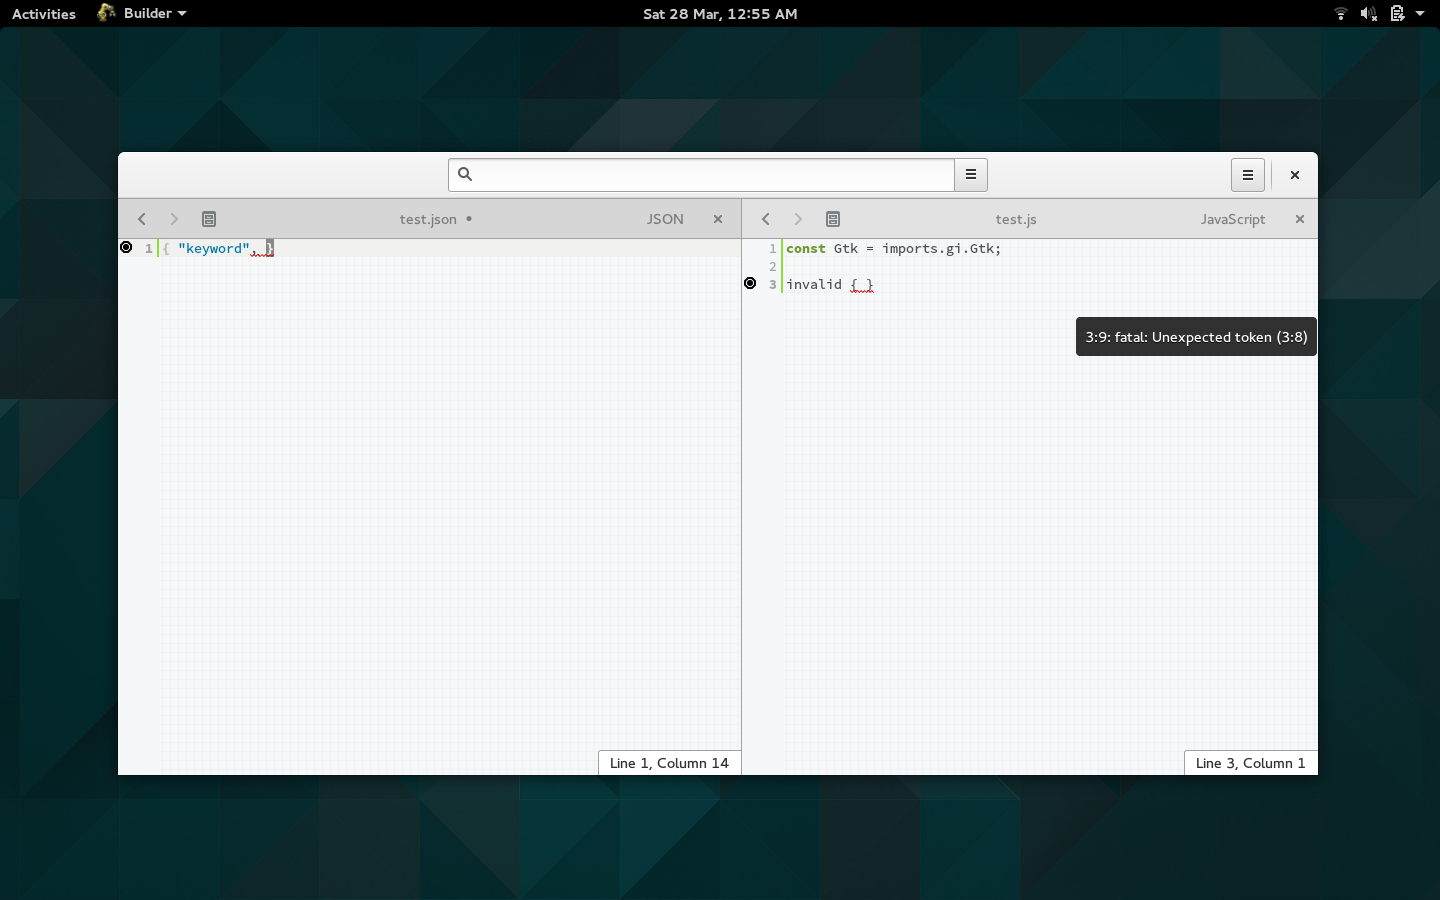 Activities Builder Sat 28 Mar, 12:55 AM
test.json • JSON
1 { "keyword", }
Line 1, Column 14
test.js JavaScript
1 const Gtk = imports.gi.Gtk;
2
3 invalid { }
3:9: fatal: Unexpected token (3:8)
Line 3, Column 1